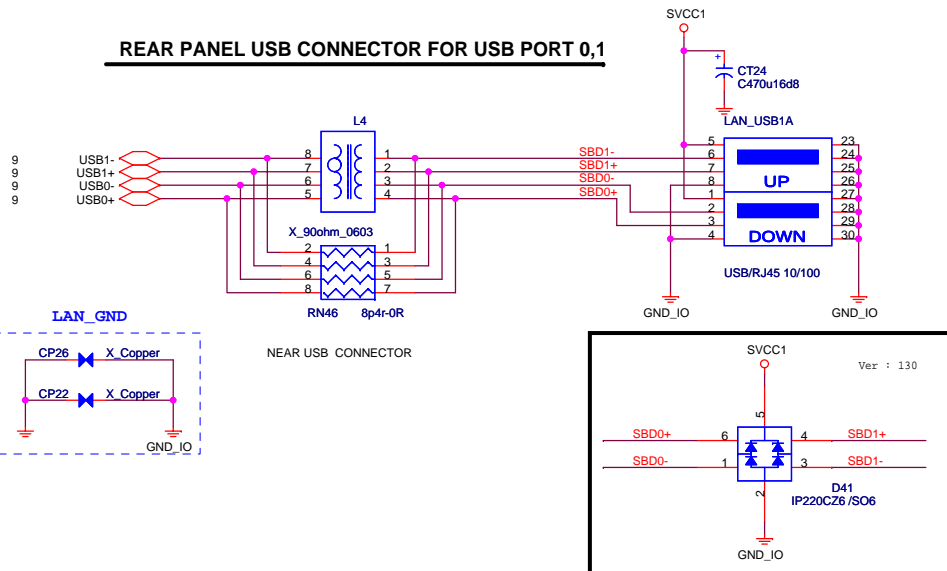 SVCC1
REAR PANEL USB CONNECTOR FOR USB PORT 0,1
+
CT24
C470u16d8
L4
LAN_USB1A
9 USB1- 8 1 SBD1- 5 23
9 USB1+ 7 2 SBD1+ 6 24
9 USB0- 6 3 SBD0- 7 25
9 USB0+ 5 4 SBD0+ 8 UP 26
1 27
2 28
3 29
4 DOWN 30
X_90ohm_0603
2 1
4 3
6 5
8 7
RN46 8p4r-0R
USB/RJ45 10/100
GND_IO GND_IO
NEAR USB CONNECTOR
LAN_GND
CP26 X_Copper
CP22 X_Copper
GND_IO
SVCC1
Ver : 130
5
SBD0+ 6 4 SBD1+
SBD0- 1 3 SBD1-
2
D41
IP220CZ6 /SO6
GND_IO